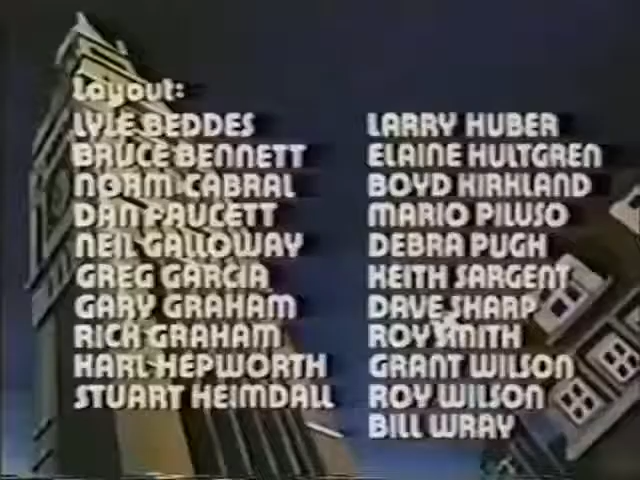 Layout:
LYLE BEDDES
BRUCE BENNETT
NORM CABRAL
DAN FAUCETT
NEIL GALLOWAY
GREG GARCIA
GARY GRAHAM
RICK GRAHAM
KARL HEPWORTH
STUART HEIMDALL
LARRY HUBER
ELAINE HULTGREN
BOYD KIRKLAND
MARIO PILUSO
DEBRA PUGH
KEITH SARGENT
DAVE SHARP
ROY SMITH
GRANT WILSON
ROY WILSON
BILL WRAY